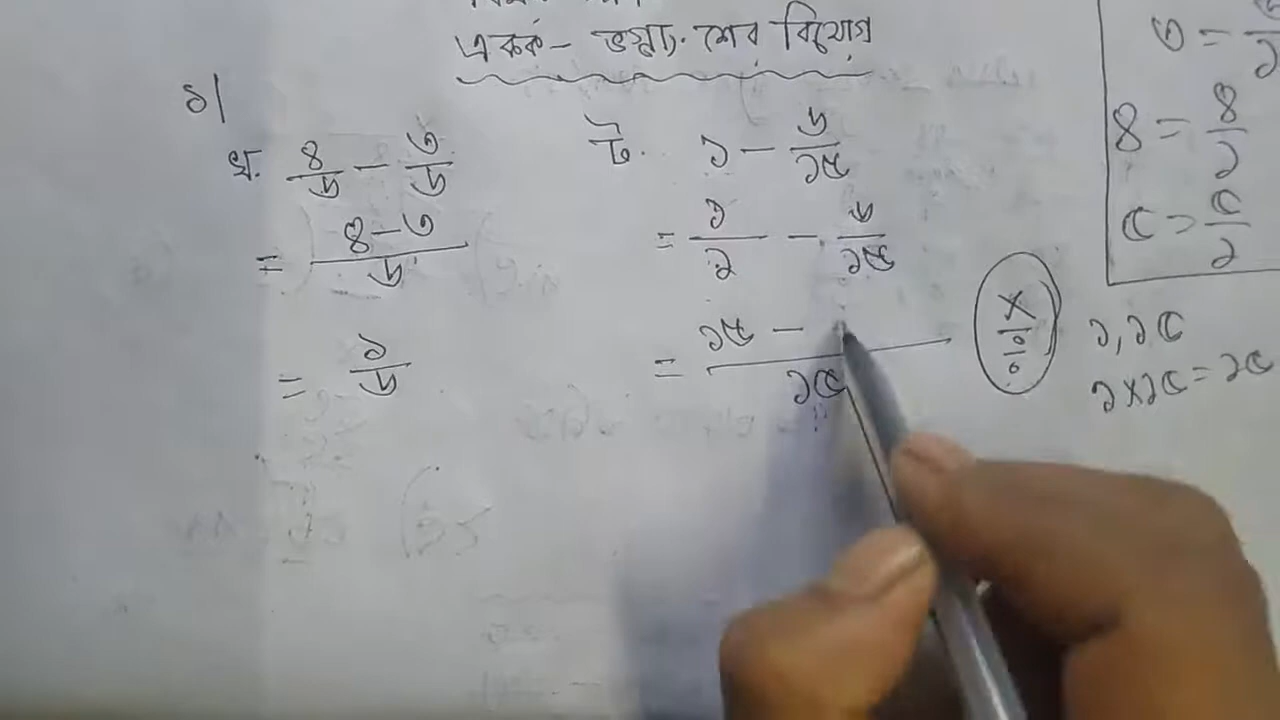 একক- ভগ্নাংশের বিয়োগ
১।
খ. ৪/৬ - ৩/৬
= ৪-৩/৬
= ১/৬
ট. ১ - ৬/১৫
= ১/১ - ৬/১৫
= ১৫ - /১৫
×
÷
÷
৩ = ৩/১
৪ = ৪/১
৫ = ৫/১
১, ১৫
১×১৫ = ১৫